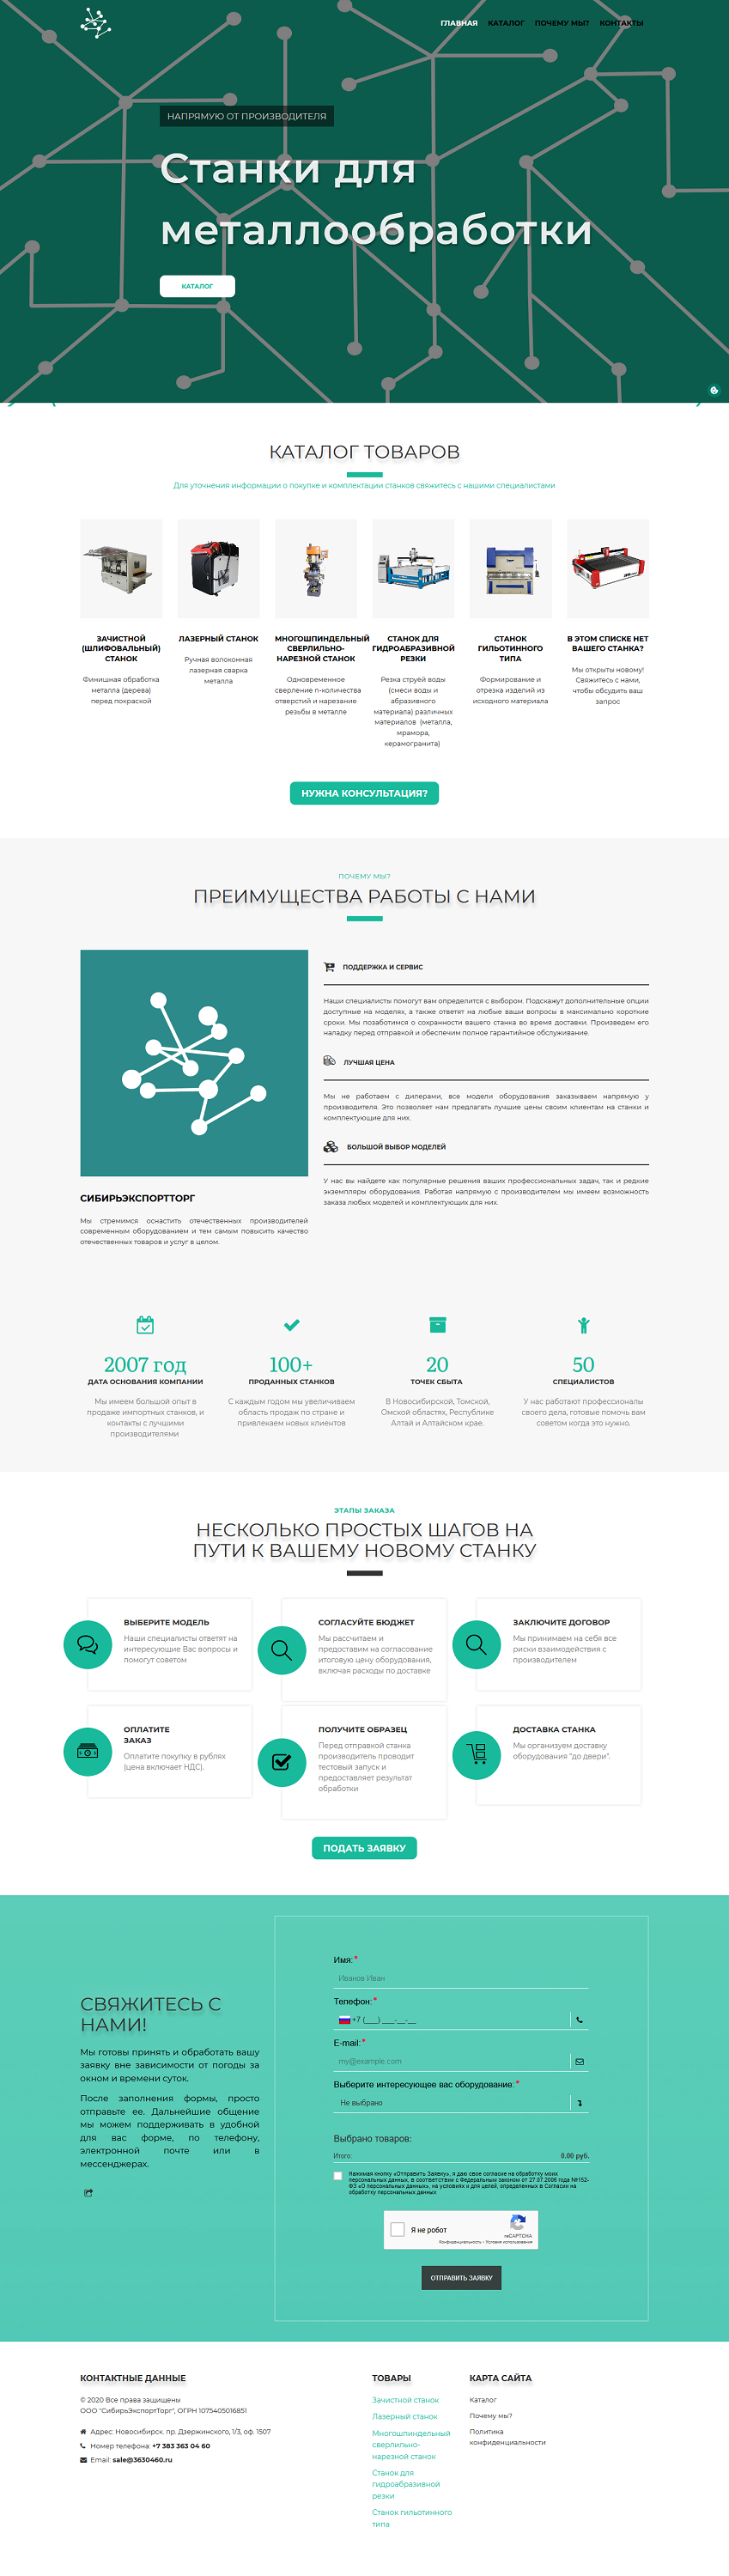 ГЛАВНАЯ КАТАЛОГ ПОЧЕМУ МЫ? КОНТАКТЫ
НАПРЯМУЮ ОТ ПРОИЗВОДИТЕЛЯ
Станки для
металлообработки
КАТАЛОГ
КАТАЛОГ ТОВАРОВ
Для уточнения информации о покупке и комплектации станков свяжитесь с нашими специалистами
ЗАЧИСТНОЙ
(ШЛИФОВАЛЬНЫЙ)
СТАНОК
Финишная обработка
металла (дерева)
перед покраской
ЛАЗЕРНЫЙ СТАНОК
Ручная волоконная
лазерная сварка
металла
МНОГОШПИНДЕЛЬНЫЙ
СВЕРЛИЛЬНО-
НАРЕЗНОЙ СТАНОК
Одновременное
сверление n-количества
отверстий и нарезание
резьбы в металле
СТАНОК ДЛЯ
ГИДРОАБРАЗИВНОЙ
РЕЗКИ
Резка струёй воды
(смеси воды и
абразивного
материала) различных
материалов (металла,
мрамора,
керамогранита)
СТАНОК
ГИЛЬОТИННОГО
ТИПА
Формирование и
отрезка изделий из
исходного материала
В ЭТОМ СПИСКЕ НЕТ
ВАШЕГО СТАНКА?
Мы открыты новому!
Свяжитесь с нами,
чтобы обсудить ваш
запрос
НУЖНА КОНСУЛЬТАЦИЯ?
ПОЧЕМУ МЫ?
ПРЕИМУЩЕСТВА РАБОТЫ С НАМИ
СИБИРЬЭКСПОРТТОРГ
Мы стремимся оснастить отечественных производителей
современным оборудованием и тем самым повысить качество
отечественных товаров и услуг в целом.
ПОДДЕРЖКА И СЕРВИС
Наши специалисты помогут вам определится с выбором. Подскажут дополнительные опции
доступные на моделях, а также ответят на любые ваши вопросы в максимально короткие
сроки. Мы позаботимся о сохранности вашего станка во время доставки. Произведем его
наладку перед отправкой и обеспечим полное гарантийное обслуживание.
ЛУЧШАЯ ЦЕНА
Мы не работаем с дилерами, все модели оборудования заказываем напрямую у
производителя. Это позволяет нам предлагать лучшие цены своим клиентам на станки и
комплектующие для них.
БОЛЬШОЙ ВЫБОР МОДЕЛЕЙ
У нас вы найдете как популярные решения ваших профессиональных задач, так и редкие
экземпляры оборудования. Работая напрямую с производителем мы имеем возможность
заказа любых моделей и комплектующих для них.
2007 год
ДАТА ОСНОВАНИЯ КОМПАНИИ
Мы имеем большой опыт в
продаже импортных станков, и
контакты с лучшими
производителями
100+
ПРОДАННЫХ СТАНКОВ
С каждым годом мы увеличиваем
область продаж по стране и
привлекаем новых клиентов
20
ТОЧЕК СБЫТА
В Новосибирской, Томской,
Омской областях, Республике
Алтай и Алтайском крае.
50
СПЕЦИАЛИСТОВ
У нас работают профессионалы
своего дела, готовые помочь вам
советом когда это нужно.
ЭТАПЫ ЗАКАЗА
НЕСКОЛЬКО ПРОСТЫХ ШАГОВ НА
ПУТИ К ВАШЕМУ НОВОМУ СТАНКУ
ВЫБЕРИТЕ МОДЕЛЬ
Наши специалисты ответят на
интересующие Вас вопросы и
помогут советом
СОГЛАСУЙТЕ БЮДЖЕТ
Мы рассчитаем и
предоставим на согласование
итоговую цену оборудования,
включая расходы по доставке
ЗАКЛЮЧИТЕ ДОГОВОР
Мы принимаем на себя все
риски взаимодействия с
производителем
ОПЛАТИТЕ
ЗАКАЗ
Оплатите покупку в рублях
(цена включает НДС).
ПОЛУЧИТЕ ОБРАЗЕЦ
Перед отправкой станка
производитель проводит
тестовый запуск и
предоставляет результат
обработки
ДОСТАВКА СТАНКА
Мы организуем доставку
оборудования "до двери".
ПОДАТЬ ЗАЯВКУ
СВЯЖИТЕСЬ С
НАМИ!
Мы готовы принять и обработать вашу
заявку вне зависимости от погоды за
окном и времени суток.
После заполнения формы, просто
отправьте ее. Дальнейшие общение
мы можем поддерживать в удобной
для вас форме, по телефону,
электронной почте или в
мессенджерах.
Имя:*
Иванов Иван
Телефон:*
+7 (___) ___-__-__
E-mail:*
my@example.com
Выберите интересующее вас оборудование:*
Не выбрано
Выбрано товаров:
Итого: 0.00 руб.
Нажимая кнопку «Отправить Заявку», я даю свое согласие на обработку моих
персональных данных, в соответствии с Федеральным законом от 27.07.2006 года №152-
ФЗ «О персональных данных», на условиях и для целей, определенных в Согласии на
обработку персональных данных
Я не робот
reCAPTCHA
Конфиденциальность - Условия использования
ОТПРАВИТЬ ЗАЯВКУ
КОНТАКТНЫЕ ДАННЫЕ
© 2020 Все права защищены
ООО "СибирьЭкспортТорг", ОГРН 1075405016851
Адрес: Новосибирск. пр. Дзержинского, 1/3, оф. 1507
Номер телефона: +7 383 363 04 60
Email: sale@3630460.ru
ТОВАРЫ
Зачистной станок
Лазерный станок
Многошпиндельный
сверлильно-
нарезной станок
Станок для
гидроабразивной
резки
Станок гильотинного
типа
КАРТА САЙТА
Каталог
Почему мы?
Политика
конфиденциальности